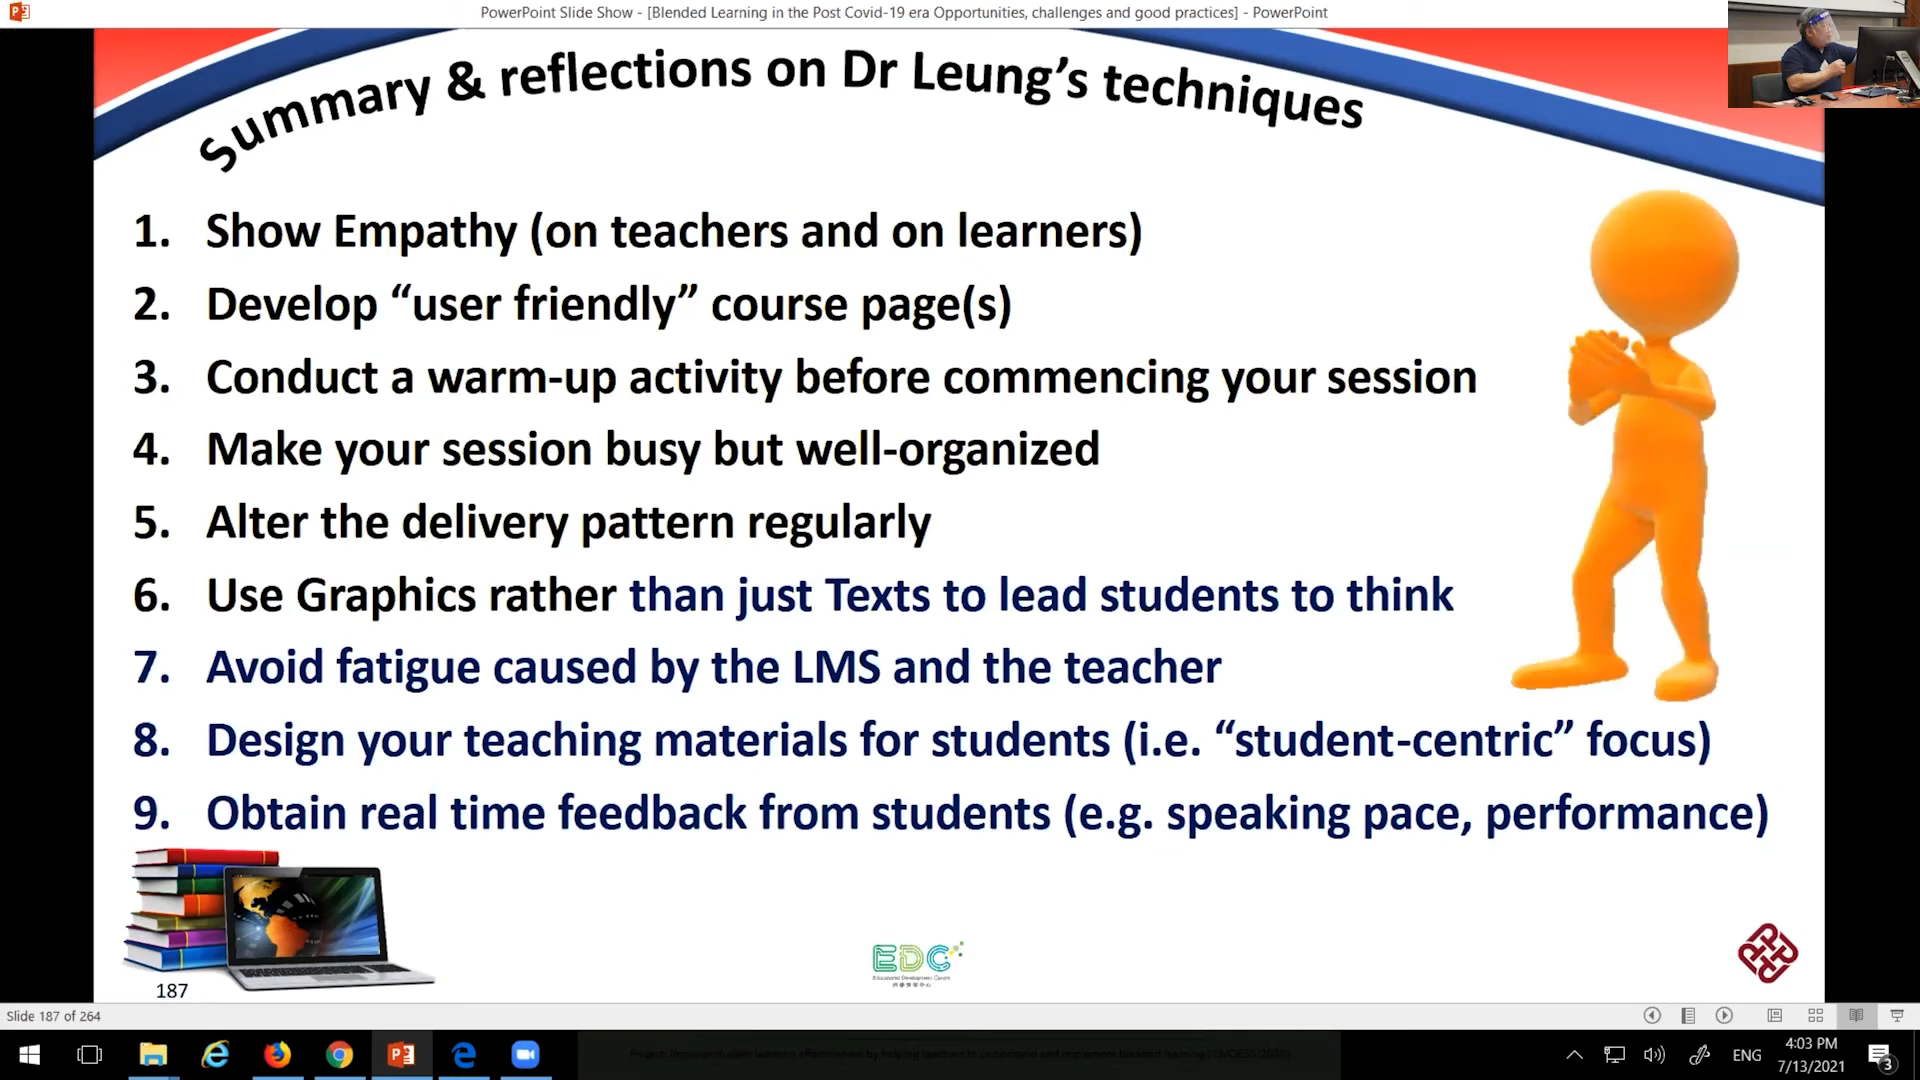 PowerPoint Slide Show - [Blended Learning in the Post Covid-19 era Opportunities, challenges and good practices] - PowerPoint
Summary & reflections on Dr Leung’s techniques
1. Show Empathy (on teachers and on learners)
2. Develop “user friendly” course page(s)
3. Conduct a warm-up activity before commencing your session
4. Make your session busy but well-organized
5. Alter the delivery pattern regularly
6. Use Graphics rather than just Texts to lead students to think
7. Avoid fatigue caused by the LMS and the teacher
8. Design your teaching materials for students (i.e. “student-centric” focus)
9. Obtain real time feedback from students (e.g. speaking pace, performance)
EDC
Educational Development Centre
187
Slide 187 of 264
ENG
4:03 PM
7/13/2021
3